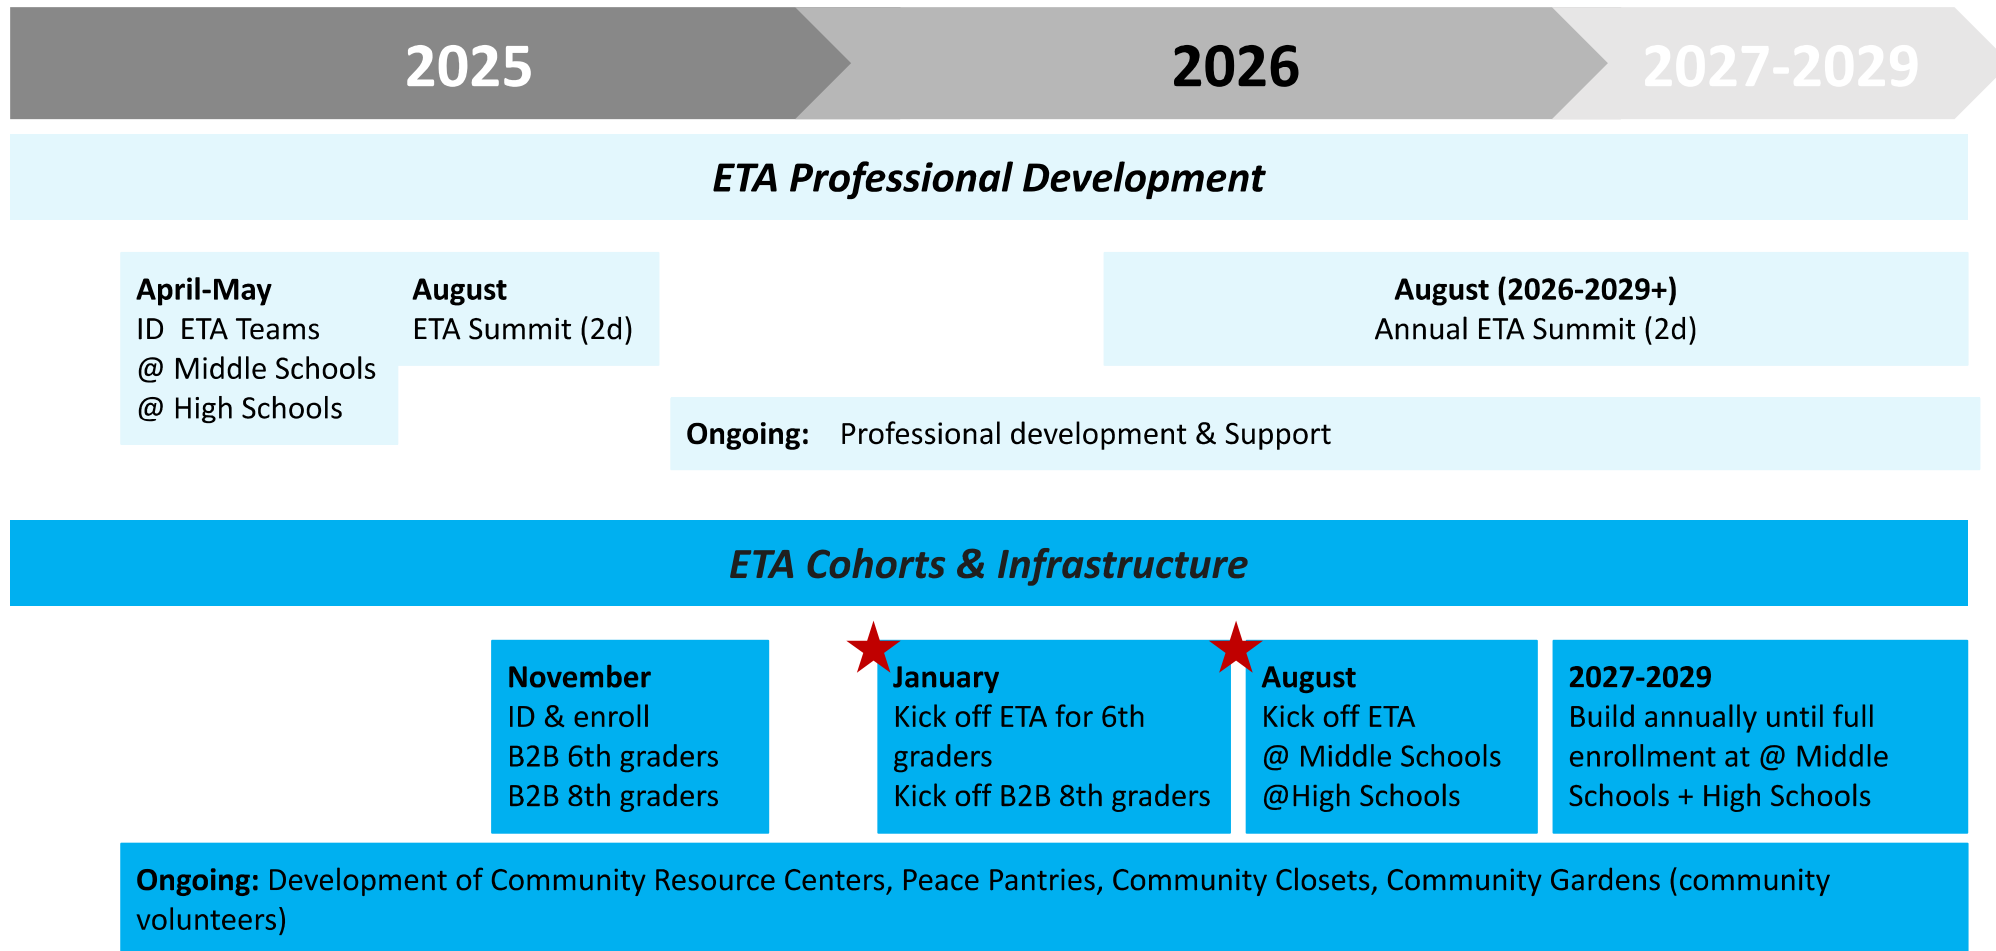 2025
2026
2027-2029
ETA Professional Development
April-May
ID ETA Teams
@ Middle Schools
@ High Schools
August
ETA Summit (2d)
August (2026-2029+)
Annual ETA Summit (2d)
Ongoing: Professional development & Support
ETA Cohorts & Infrastructure
November
ID & enroll
B2B 6th graders
B2B 8th graders
January
Kick off ETA for 6th
graders
Kick off B2B 8th graders
August
Kick off ETA
@ Middle Schools
@High Schools
2027-2029
Build annually until full
enrollment at @ Middle
Schools + High Schools
Ongoing: Development of Community Resource Centers, Peace Pantries, Community Closets, Community Gardens (community
volunteers)